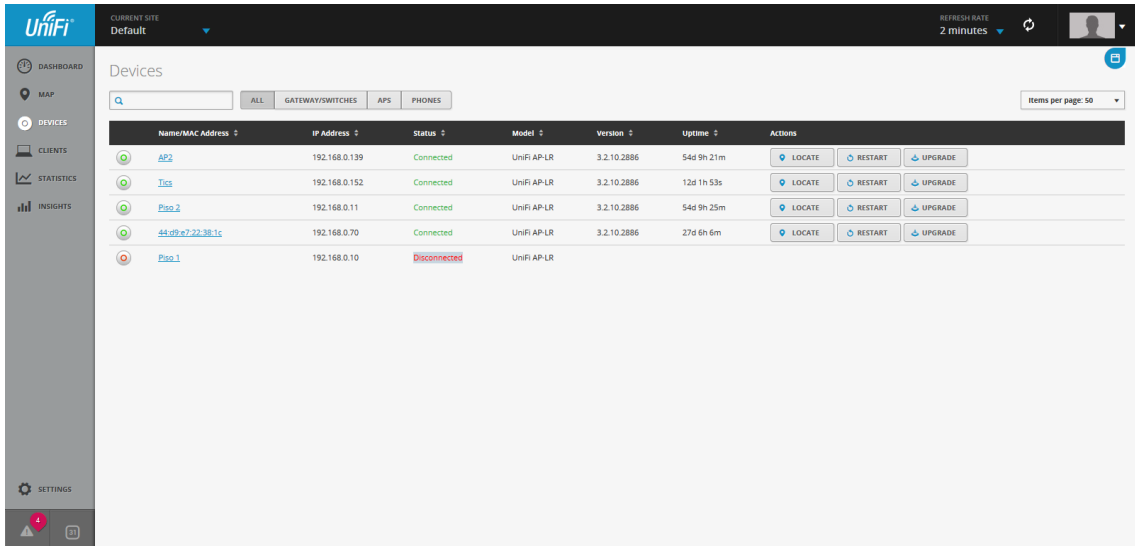 UniFi
CURRENT SITE
Default
REFRESH RATE
2 minutes
DASHBOARD
MAP
DEVICES
CLIENTS
STATISTICS
INSIGHTS
SETTINGS
4
31
Devices
ALL GATEWAY/SWITCHES APS PHONES
Items per page: 50
Name/MAC Address IP Address Status Model Version Uptime Actions
AP2 192.168.0.139 Connected UniFi AP-LR 3.2.10.2886 54d 9h 21m LOCATE RESTART UPGRADE
Tics 192.168.0.152 Connected UniFi AP-LR 3.2.10.2886 12d 1h 53s LOCATE RESTART UPGRADE
Piso 2 192.168.0.11 Connected UniFi AP-LR 3.2.10.2886 54d 9h 25m LOCATE RESTART UPGRADE
44:d9:e7:22:38:1c 192.168.0.70 Connected UniFi AP-LR 3.2.10.2886 27d 6h 6m LOCATE RESTART UPGRADE
Piso 1 192.168.0.10 Disconnected UniFi AP-LR